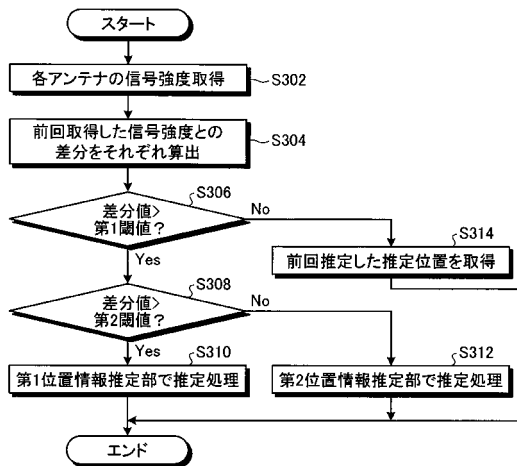 スタート
各アンテナの信号強度取得
S302
前回取得した信号強度との
差分をそれぞれ算出
S304
差分値>
第1閾値?
S306
No
Yes
前回推定した推定位置を取得
S314
差分値>
第2閾値?
S308
No
Yes
第1位置情報推定部で推定処理
S310
第2位置情報推定部で推定処理
S312
エンド